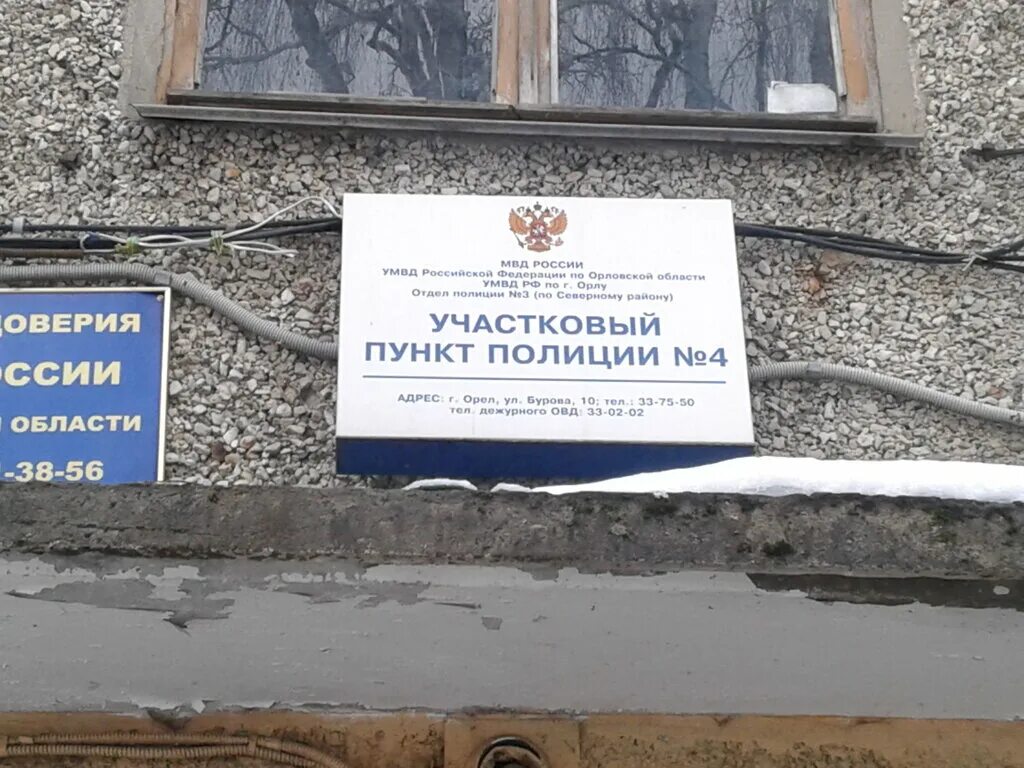 ДОВЕРИЯ
ОССИИ
ОБЛАСТИ
-38-56
МВД РОССИИ
УМВД Российской Федерации по Орловской области
УМВД РФ по г. Орлу
Отдел полиции №3 (по Северному району)
УЧАСТКОВЫЙ
ПУНКТ ПОЛИЦИИ №4
АДРЕС: г. Орел, ул. Бурова, 10; тел.: 33-75-50
тел. дежурного ОВД: 33-02-02